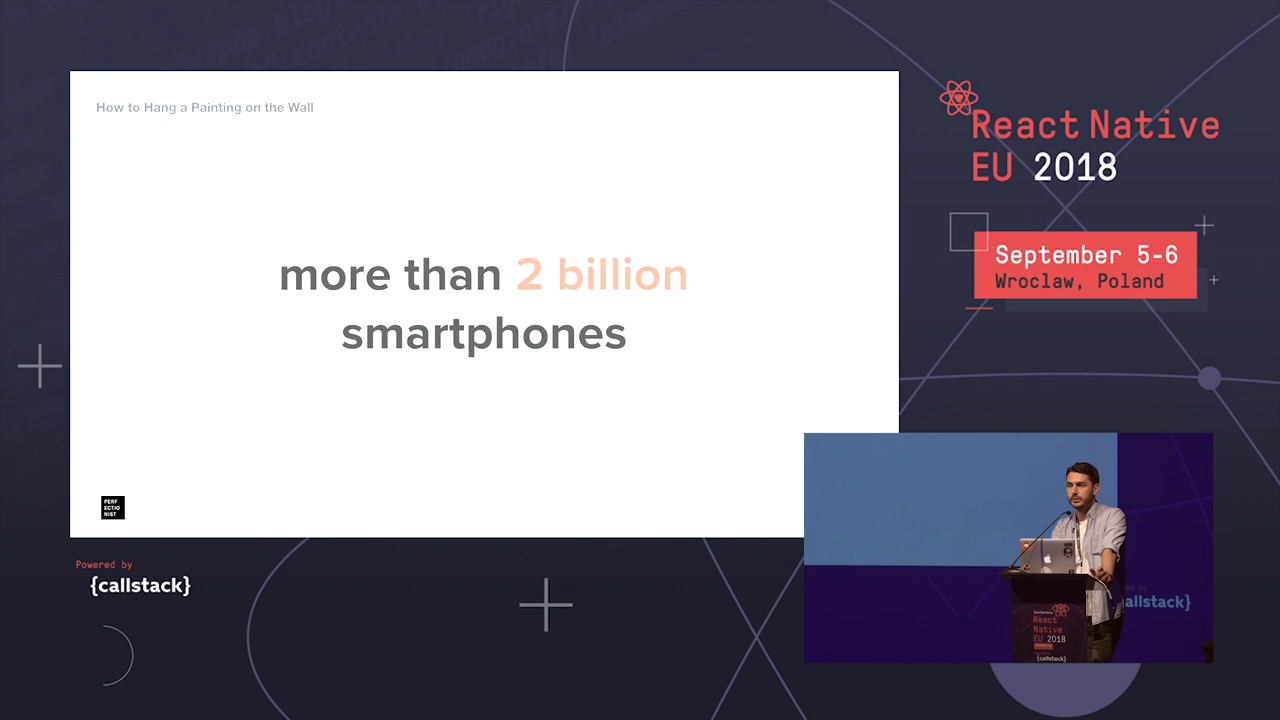 How to Hang a Painting on the Wall
more than 2 billion
smartphones
PERF
ECTIO
NIST
React Native
EU 2018
September 5-6
Wroclaw, Poland
Powered by
{callstack}
allstack}
React
Native
EU 2018
{callstack}